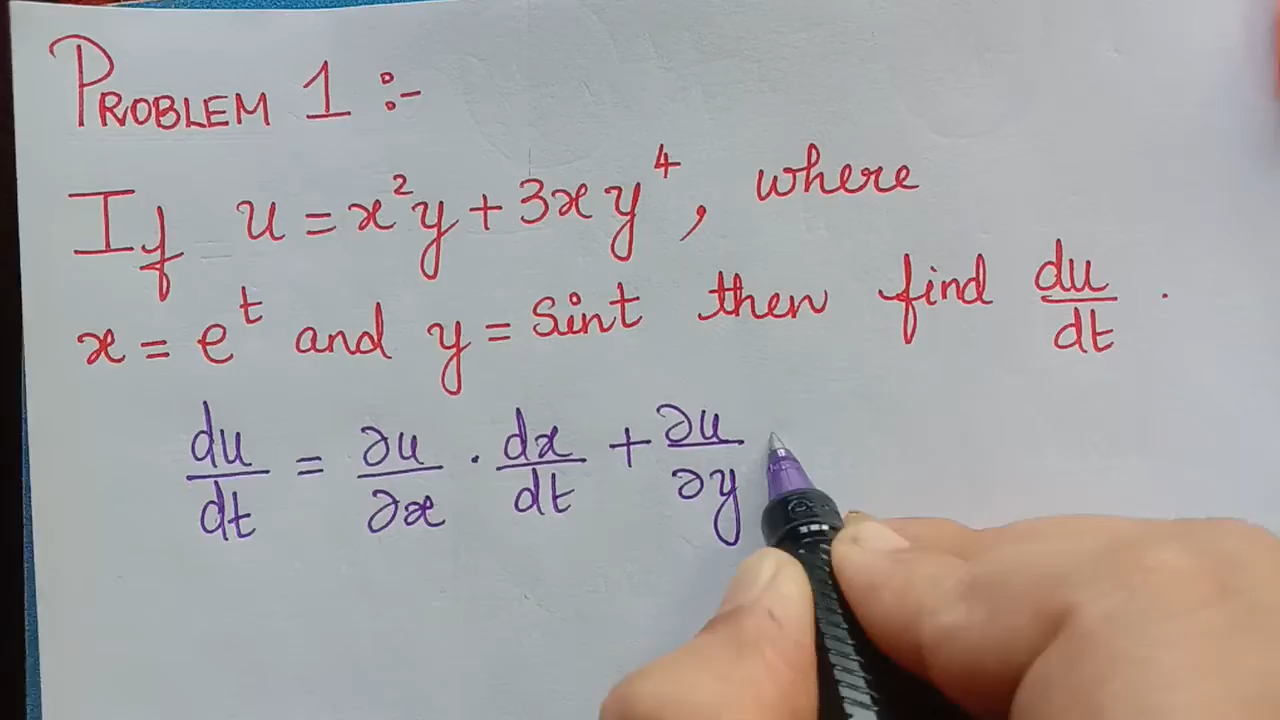 PROBLEM 1 :-
If u = x²y + 3xy⁴, where
x = eᵗ and y = Sint then find du/dt .
du/dt = ∂u/∂x · dx/dt + ∂u/∂y